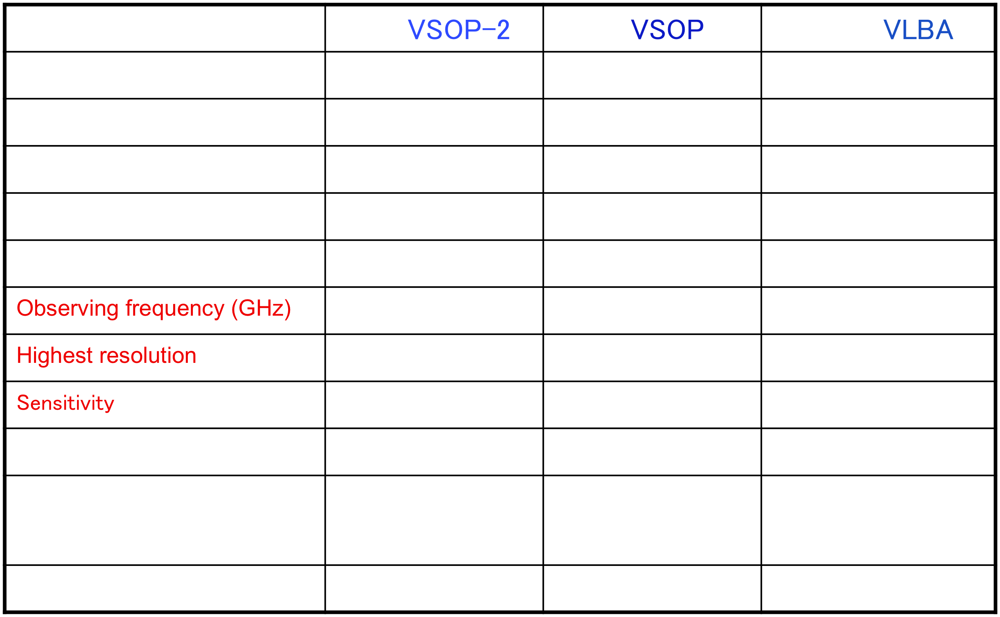 VSOP-2 VSOP VLBA
Observing frequency (GHz)
Highest resolution
Sensitivity